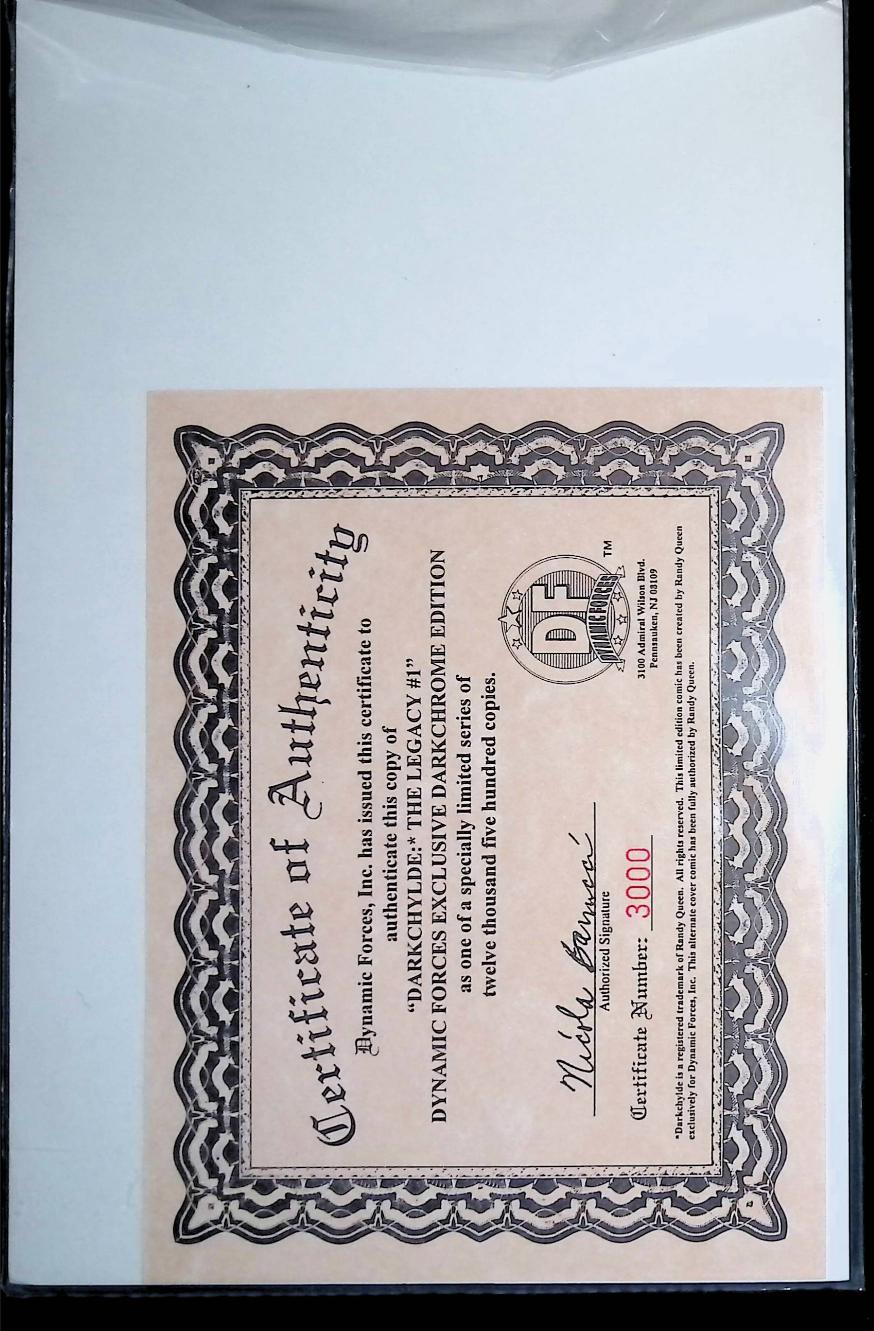 Certificate of Authenticity
Dynamic Forces, Inc. has issued this certificate to
authenticate this copy of
“DARKCHYLDE:* THE LEGACY #1”
DYNAMIC FORCES EXCLUSIVE DARKCHROME EDITION
as one of a specially limited series of
twelve thousand five hundred copies.
Nicola Barrucci
Authorized Signature
Certificate Number: 3000
DF
DYNAMIC FORCES
TM
3100 Admiral Wilson Blvd.
Pennsauken, NJ 08109
*Darkchylde is a registered trademark of Randy Queen. All rights reserved. This limited edition comic has been created by Randy Queen
exclusively for Dynamic Forces, Inc. This alternate cover comic has been fully authorized by Randy Queen.